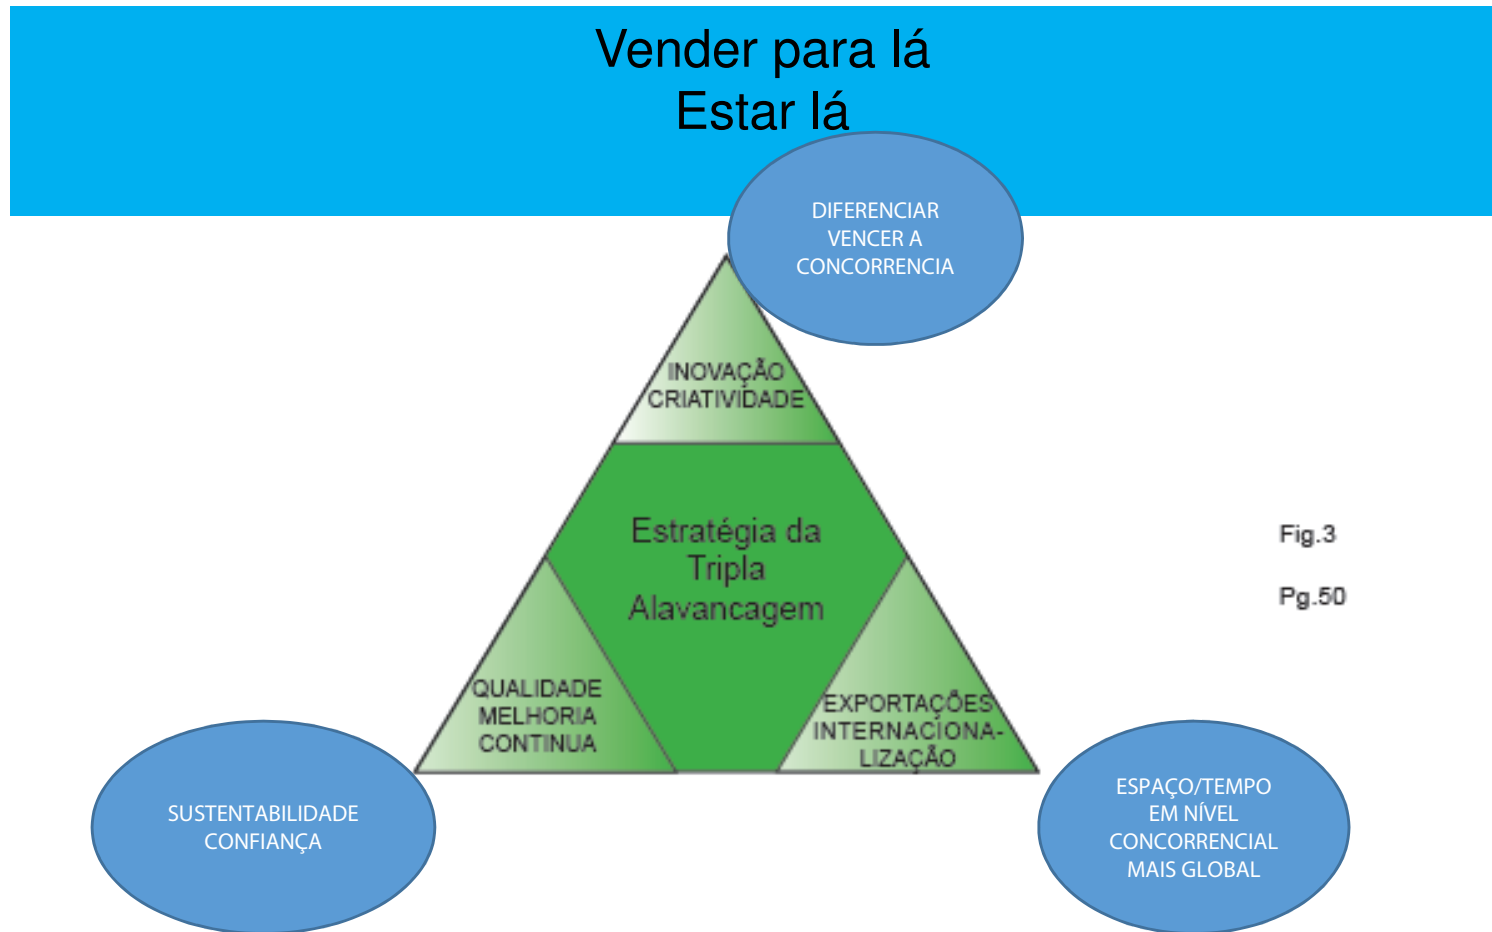 Vender para lá
Estar lá
DIFERENCIAR
VENCER A
CONCORRENCIA
INOVAÇÃO
CRIATIVIDADE
Estratégia da
Tripla
Alavancagem
Fig.3
Pg.50
QUALIDADE
MELHORIA
CONTINUA
EXPORTAÇÕES
INTERNACIONA-
LIZAÇÃO
SUSTENTABILIDADE
CONFIANÇA
ESPAÇO/TEMPO
EM NÍVEL
CONCORRENCIAL
MAIS GLOBAL